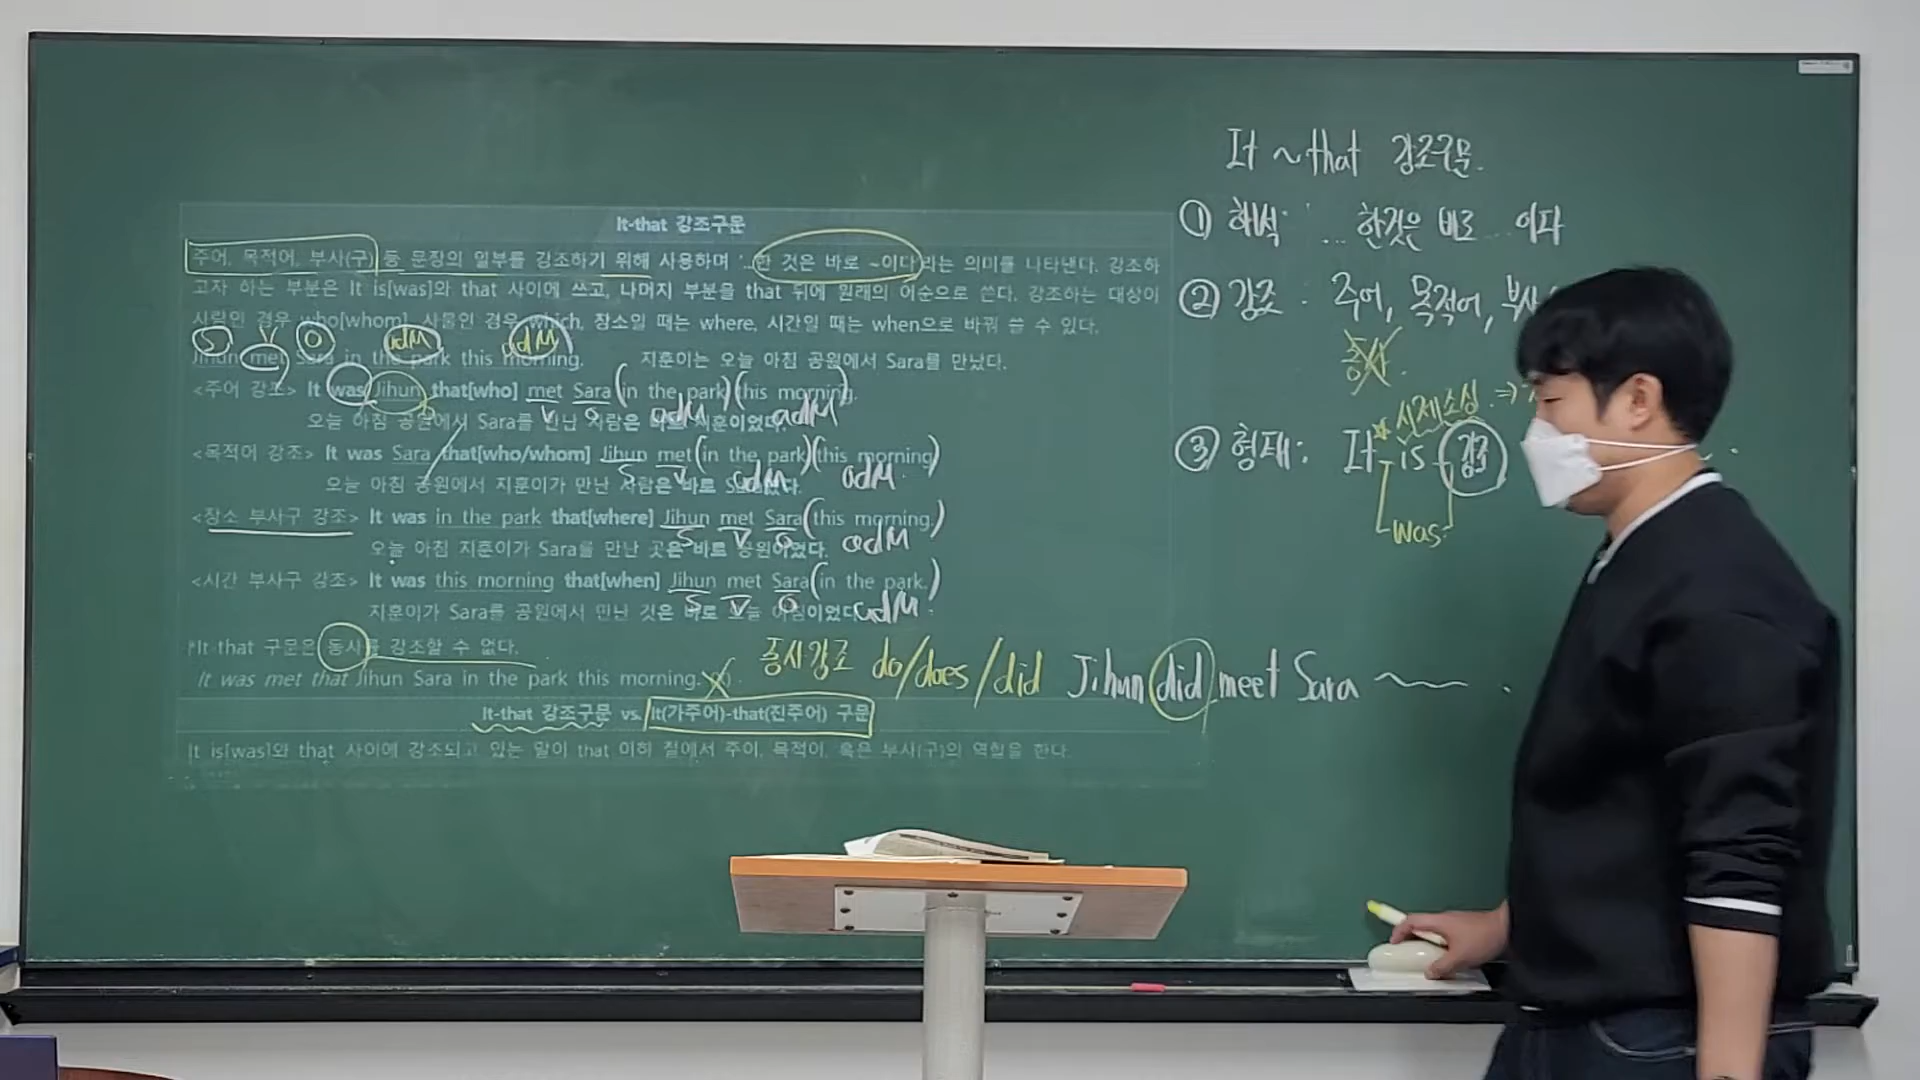 It-that 강조구문
주어, 목적어, 부사(구) 등 문장의 일부를 강조하기 위해 사용하며 '...한 것은 바로 ~이다'라는 의미를 나타낸다. 강조하
고자 하는 부분은 It is[was]와 that 사이에 쓰고, 나머지 부분을 that 뒤에 원래의 어순으로 쓴다. 강조하는 대상이
사람인 경우 who[whom], 사물인 경우 which, 장소일 때는 where, 시간일 때는 when으로 바꿔 쓸 수 있다.
S V O adM adM
Jihun met Sara in the park this morning. 지훈이는 오늘 아침 공원에서 Sara를 만났다.
<주어 강조> It was Jihun that[who] met Sara (in the park)(this morning).
V O adM adM
오늘 아침 공원에서 Sara를 만난 사람은 바로 지훈이었다.
<목적어 강조> It was Sara that[who/whom] Jihun met (in the park)(this morning)
S V adM adM
오늘 아침 공원에서 지훈이가 만난 사람은 바로
<장소 부사구 강조> It was in the park that[where] Jihun met Sara (this morning.)
S V O adM
오늘 아침 지훈이가 Sara를 만난 곳은 바로 공원이었다.
<시간 부사구 강조> It was this morning that[when] Jihun met Sara (in the park.)
S V O adM
지훈이가 Sara를 공원에서 만난 것은 바로 오늘 아침이었다.
*It-that 구문은 동사를 강조할 수 없다.
It was met that Jihun Sara in the park this morning.
동사강조 do/does/did Jihun did meet Sara
It-that 강조구문 vs. It(가주어)-that(진주어) 구문
It is[was]와 that 사이에 강조되고 있는 말이 that 이하 절에서 주어, 목적어, 혹은 부사(구)의 역할을 한다.
It ~ that 강조구문.
① 해석: ... 한것은 바로 ... 이다
② 강조: 주어, 목적어, 부사
동사
시제소성 ⇒
③ 형태: It is 강조
was